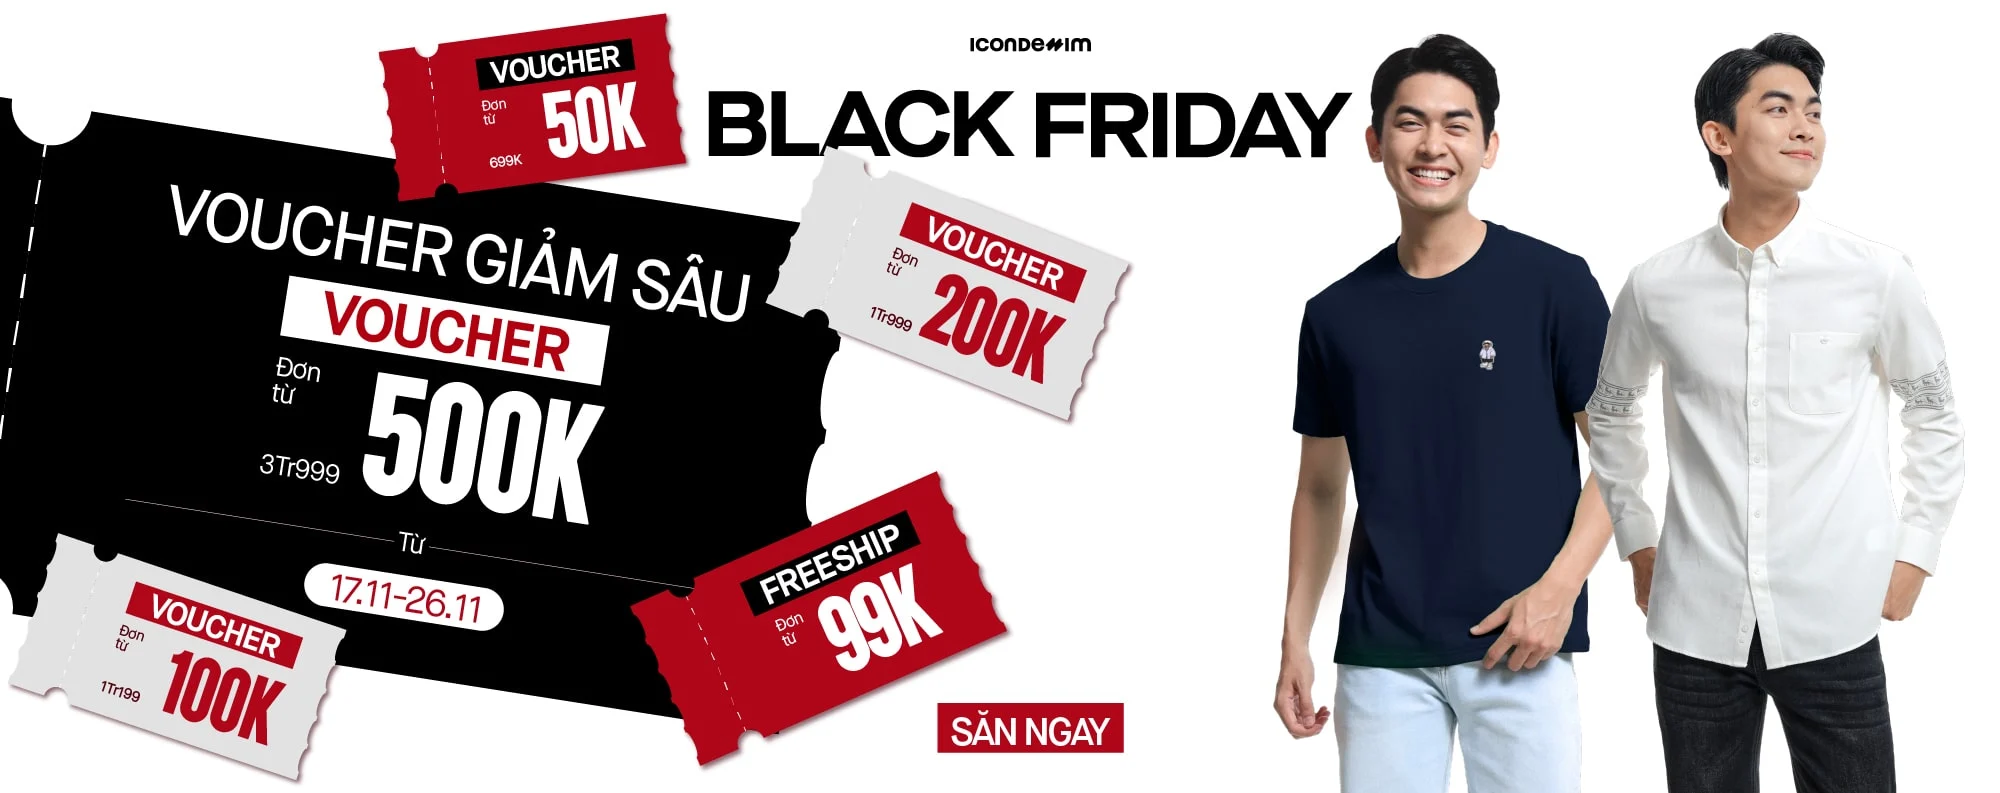 ICONDENIM
BLACK FRIDAY
VOUCHER
Đơn
từ
699K
50K
VOUCHER GIẢM SÂU
VOUCHER
Đơn
từ
3Tr999
500K
Từ
17.11-26.11
VOUCHER
Đơn
từ
1Tr999
200K
VOUCHER
Đơn
từ
1Tr199
100K
FREESHIP
Đơn
từ
99K
SĂN NGAY